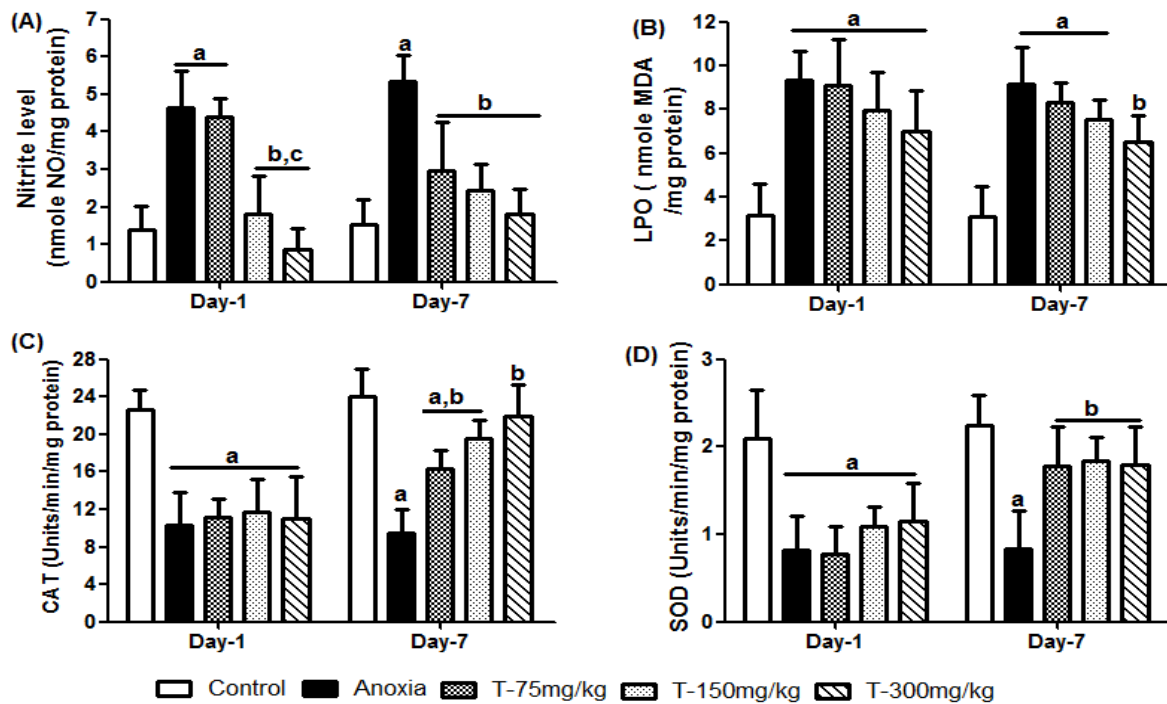 (A)
Nitrite level
(nmole NO/mg protein)
7
6
5
4
3
2
1
0
a
b,c
a
b
Day-1
Day-7
(B)
LPO ( nmole MDA
/mg protein)
12
10
8
6
4
2
0
a
a
b
Day-1
Day-7
(C)
CAT (Units/min/mg protein)
28
24
20
16
12
8
4
0
a
a
a,b
b
Day-1
Day-7
(D)
SOD (Units/min/mg protein)
3
2
1
0
a
a
b
Day-1
Day-7
Control Anoxia T-75mg/kg T-150mg/kg T-300mg/kg